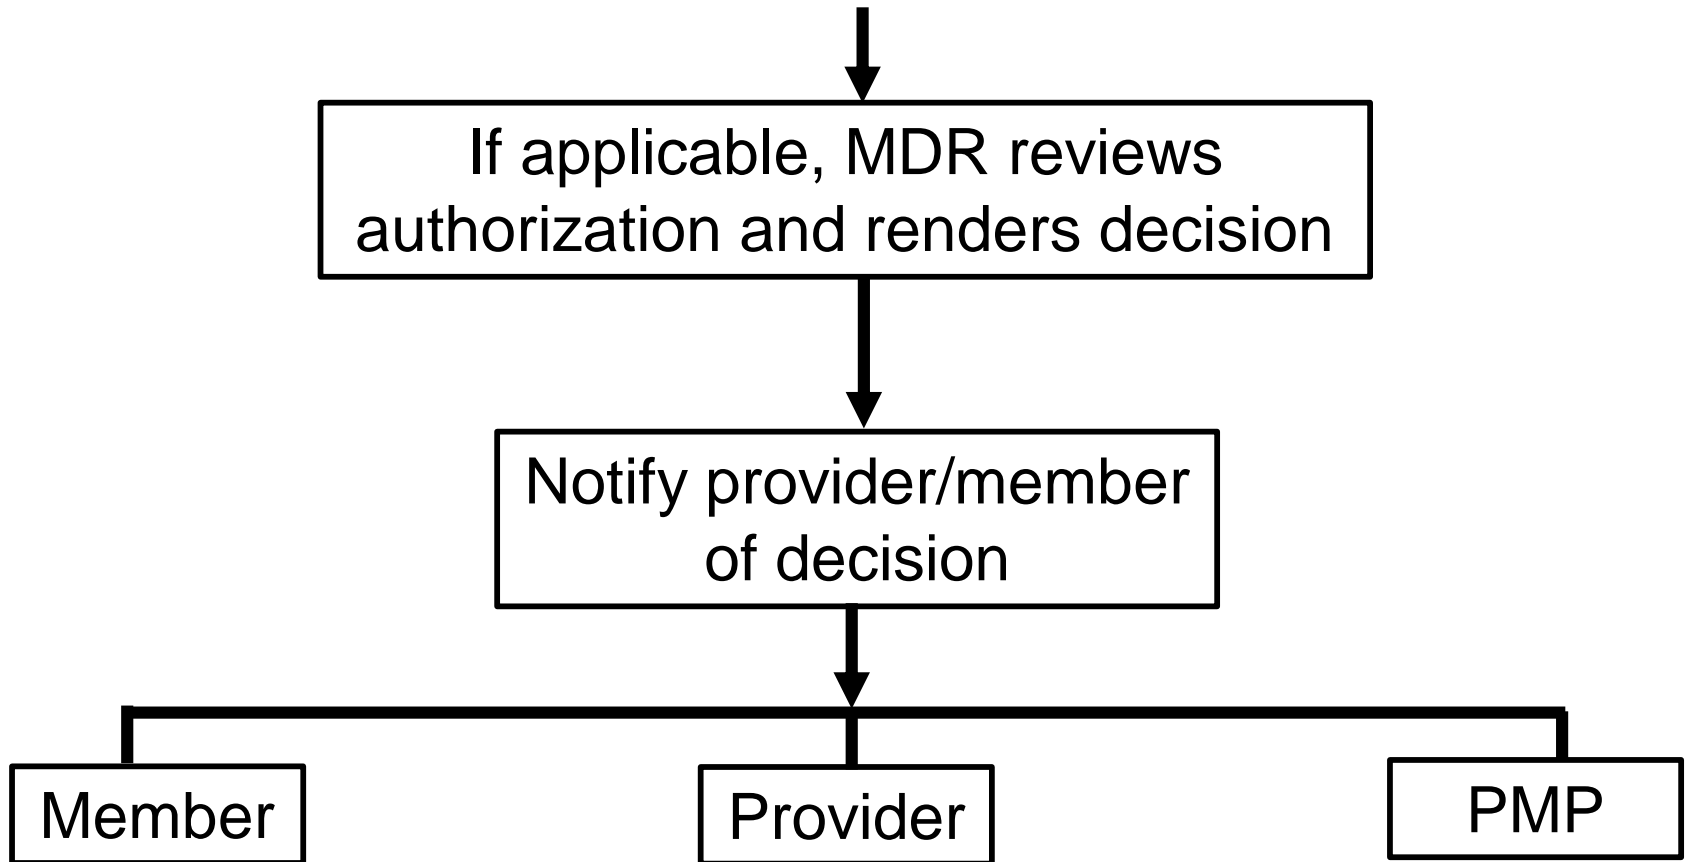 If applicable, MDR reviews
authorization and renders decision
Notify provider/member
of decision
Member
Provider
PMP